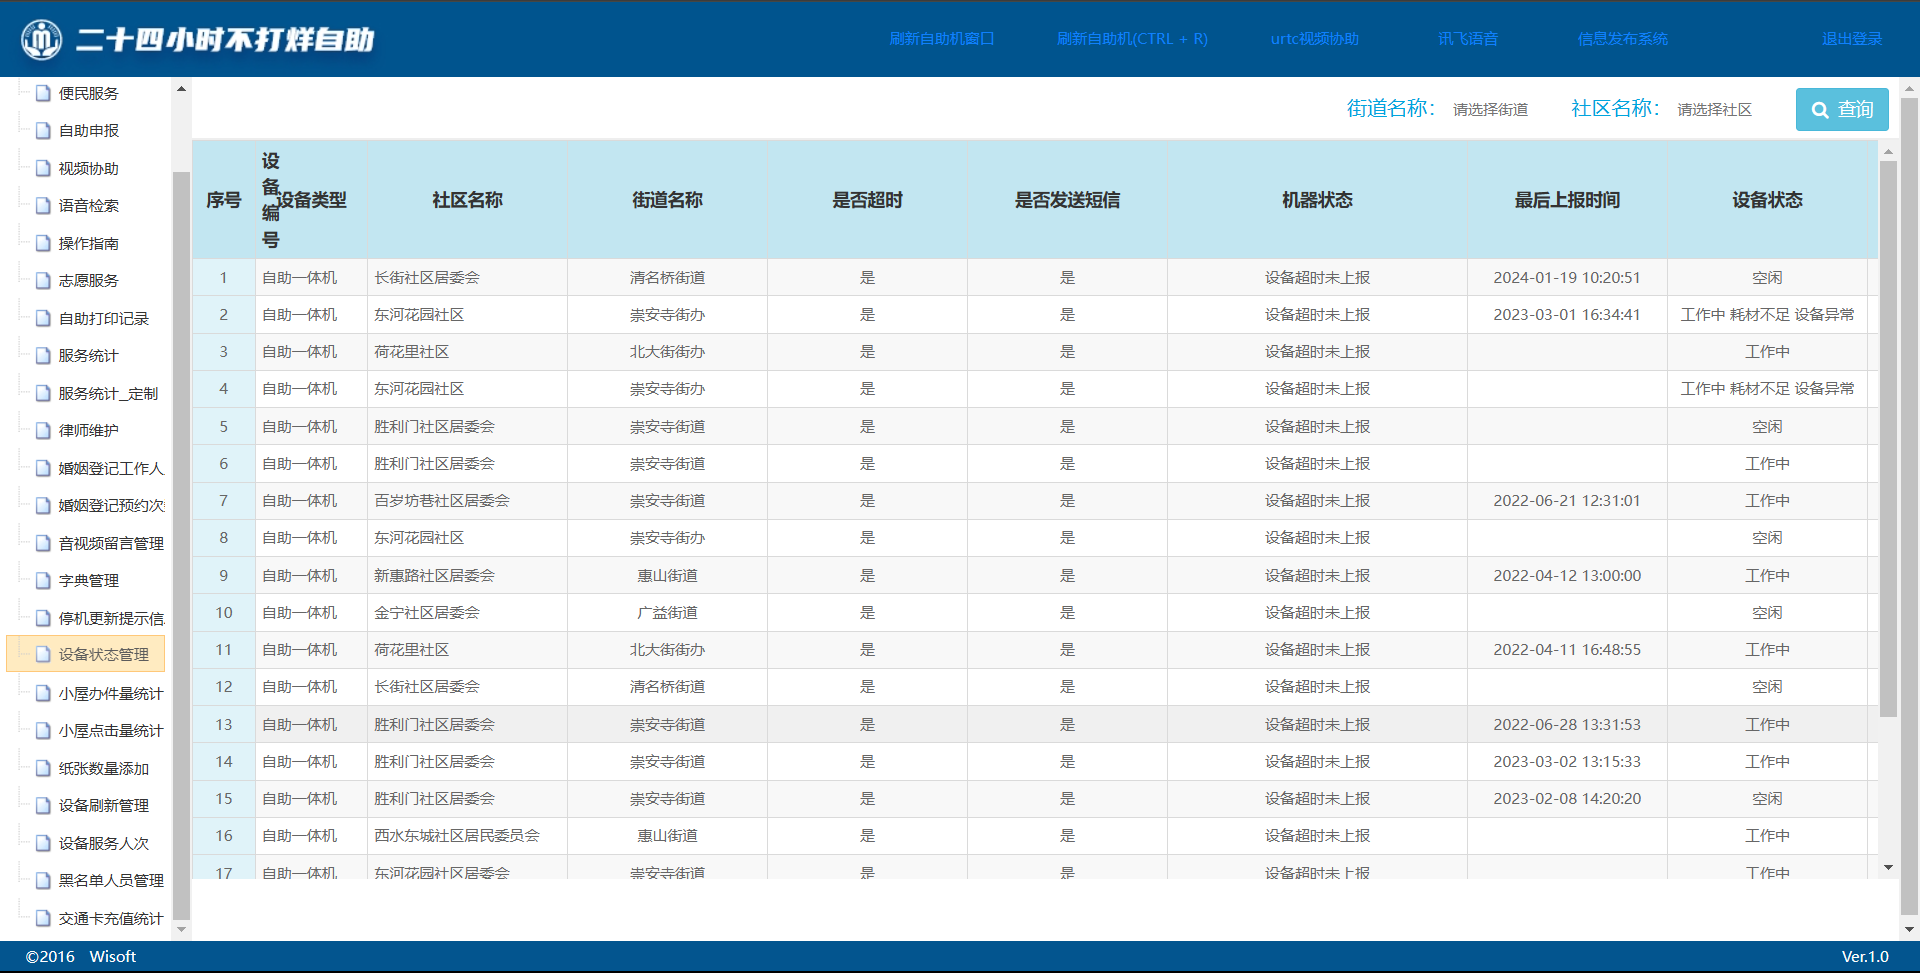 二十四小时不打烊自助
刷新自助机窗口 刷新自助机(CTRL + R) urtc视频协助 讯飞语音 信息发布系统 退出登录
便民服务
自助申报
视频协助
语音检索
操作指南
志愿服务
自助打印记录
服务统计
服务统计_定制
律师维护
婚姻登记工作人
婚姻登记预约次
音视频留言管理
字典管理
停机更新提示信
设备状态管理
小屋办件量统计
小屋点击量统计
纸张数量添加
设备刷新管理
设备服务人次
黑名单人员管理
交通卡充值统计
街道名称： 请选择街道 社区名称： 请选择社区 查询
序号 设备编号 设备类型 社区名称 街道名称 是否超时 是否发送短信 机器状态 最后上报时间 设备状态
1 自助一体机 长街社区居委会 清名桥街道 是 是 设备超时未上报 2024-01-19 10:20:51 空闲
2 自助一体机 东河花园社区 崇安寺街办 是 是 设备超时未上报 2023-03-01 16:34:41 工作中 耗材不足 设备异常
3 自助一体机 荷花里社区 北大街街办 是 是 设备超时未上报 工作中
4 自助一体机 东河花园社区 崇安寺街办 是 是 设备超时未上报 工作中 耗材不足 设备异常
5 自助一体机 胜利门社区居委会 崇安寺街道 是 是 设备超时未上报 空闲
6 自助一体机 胜利门社区居委会 崇安寺街道 是 是 设备超时未上报 工作中
7 自助一体机 百岁坊巷社区居委会 崇安寺街道 是 是 设备超时未上报 2022-06-21 12:31:01 工作中
8 自助一体机 东河花园社区 崇安寺街办 是 是 设备超时未上报 空闲
9 自助一体机 新惠路社区居委会 惠山街道 是 是 设备超时未上报 2022-04-12 13:00:00 工作中
10 自助一体机 金宁社区居委会 广益街道 是 是 设备超时未上报 空闲
11 自助一体机 荷花里社区 北大街街办 是 是 设备超时未上报 2022-04-11 16:48:55 工作中
12 自助一体机 长街社区居委会 清名桥街道 是 是 设备超时未上报 空闲
13 自助一体机 胜利门社区居委会 崇安寺街道 是 是 设备超时未上报 2022-06-28 13:31:53 工作中
14 自助一体机 胜利门社区居委会 崇安寺街道 是 是 设备超时未上报 2023-03-02 13:15:33 工作中
15 自助一体机 胜利门社区居委会 崇安寺街道 是 是 设备超时未上报 2023-02-08 14:20:20 空闲
16 自助一体机 西水东城社区居民委员会 惠山街道 是 是 设备超时未上报 工作中
17 自助一体机 东河花园社区居委会 崇安寺街道 是 是 设备超时未上报 工作中
©2016 Wisoft Ver.1.0